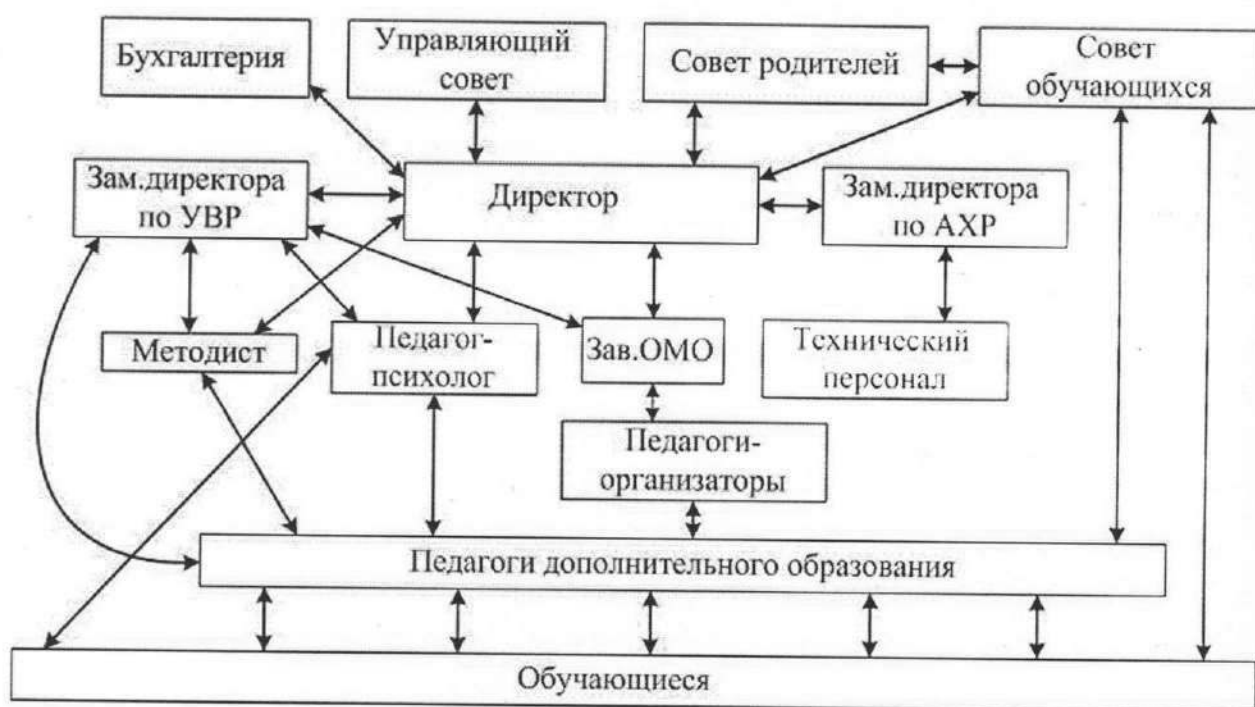 Бухгалтерия
Управляющий
совет
Совет родителей
Совет
обучающихся
Зам.директора
по УВР
Директор
Зам.директора
по АХР
Методист
Педагог-
психолог
Зав.ОМО
Технический
персонал
Педагоги-
организаторы
Педагоги дополнительного образования
Обучающиеся